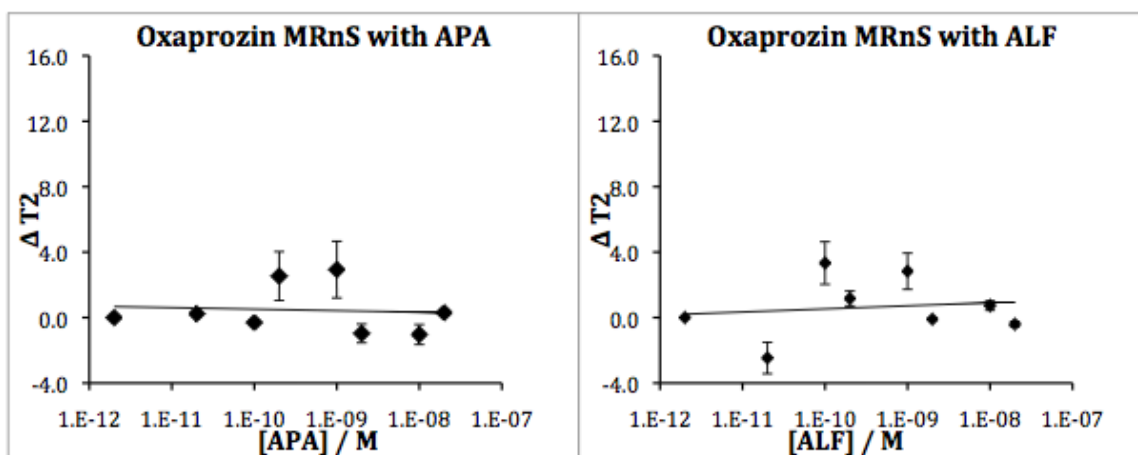 Oxaprozin MRnS with APA
16.0
12.0
8.0
4.0
0.0
-4.0
Δ T2
1.E-12 1.E-11 1.E-10 1.E-09 1.E-08 1.E-07
[APA] / M
Oxaprozin MRnS with ALF
16.0
12.0
8.0
4.0
0.0
-4.0
Δ T2
1.E-12 1.E-11 1.E-10 1.E-09 1.E-08 1.E-07
[ALF] / M